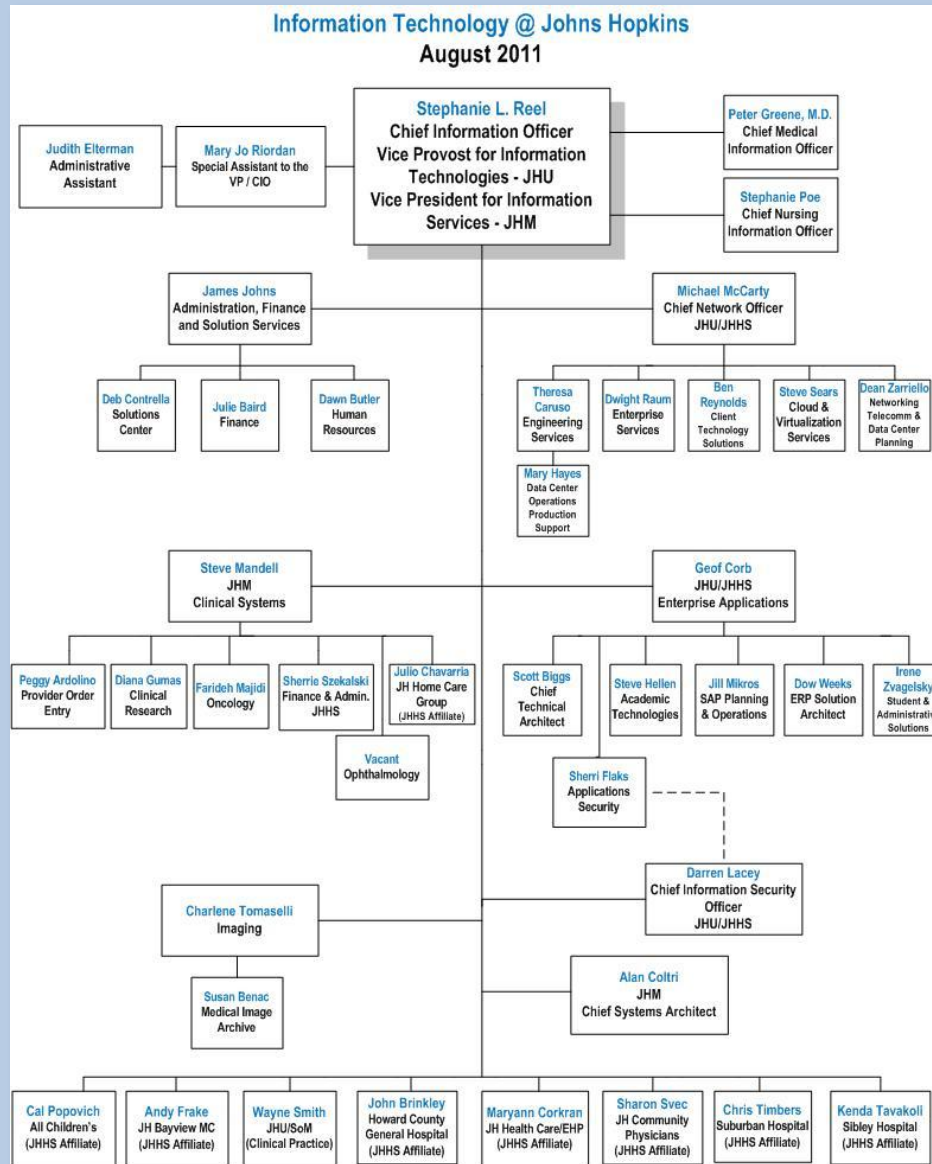 Information Technology @ Johns Hopkins
August 2011
Stephanie L. Reel
Chief Information Officer
Vice Provost for Information
Technologies - JHU
Vice President for Information
Services - JHM
Judith Elterman
Administrative
Assistant
Mary Jo Riordan
Special Assistant to the
VP / CIO
Peter Greene, M.D.
Chief Medical
Information Officer
Stephanie Poe
Chief Nursing
Information Officer
James Johns
Administration, Finance
and Solution Services
Michael McCarty
Chief Network Officer
JHU/JHHS
Deb Contrella
Solutions
Center
Julie Baird
Finance
Dawn Butler
Human
Resources
Theresa
Caruso
Engineering
Services
Dwight Raum
Enterprise
Services
Ben
Reynolds
Client
Technology
Solutions
Steve Sears
Cloud &
Virtualization
Services
Dean Zarriello
Networking
Telecomm &
Data Center
Planning
Mary Hayes
Data Center
Operations
Production
Support
Steve Mandell
JHM
Clinical Systems
Geof Corb
JHU/JHHS
Enterprise Applications
Peggy Ardolino
Provider Order
Entry
Diana Gumas
Clinical
Research
Farideh Majidi
Oncology
Sherrie Szekalski
Finance & Admin.
JHHS
Julio Chavarria
JH Home Care
Group
(JHHS Affiliate)
Vacant
Ophthalmology
Scott Biggs
Chief
Technical
Architect
Steve Hellen
Academic
Technologies
Jill Mikros
SAP Planning
& Operations
Dow Weeks
ERP Solution
Architect
Irene
Zvagelsky
Student &
Administrative
Solutions
Sherri Flaks
Applications
Security
Darren Lacey
Chief Information Security
Officer
JHU/JHHS
Charlene Tomaselli
Imaging
Susan Benac
Medical Image
Archive
Alan Coltri
JHM
Chief Systems Architect
Cal Popovich
All Children's
(JHHS Affiliate)
Andy Frake
JH Bayview MC
(JHHS Affiliate)
Wayne Smith
JHU/SoM
(Clinical Practice)
John Brinkley
Howard County
General Hospital
(JHHS Affiliate)
Maryann Corkran
JH Health Care/EHP
(JHHS Affiliate)
Sharon Svec
JH Community
Physicians
(JHHS Affiliate)
Chris Timbers
Suburban Hospital
(JHHS Affiliate)
Kenda Tavakoli
Sibley Hospital
(JHHS Affiliate)